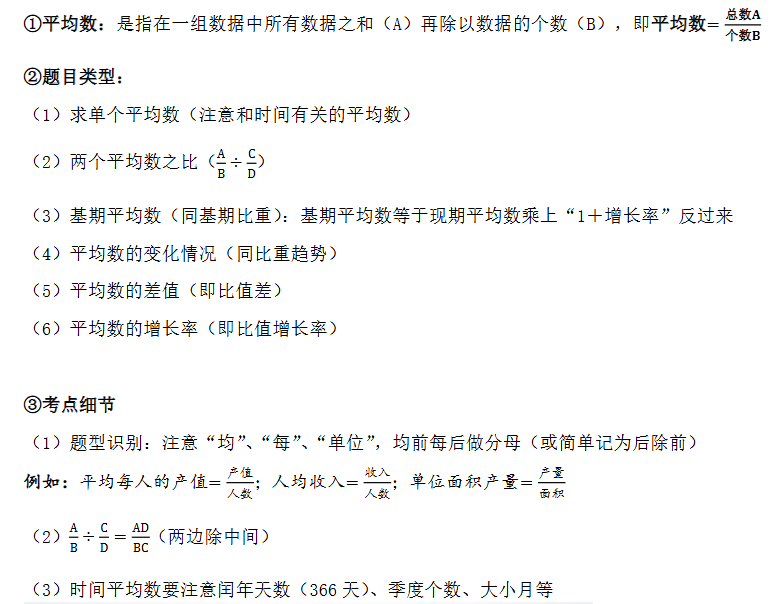 ①平均数：是指在一组数据中所有数据之和（A）再除以数据的个数（B），即平均数=总数A/个数B
②题目类型：
（1）求单个平均数（注意和时间有关的平均数）
（2）两个平均数之比（A/B÷C/D）
（3）基期平均数（同基期比重）：基期平均数等于现期平均数乘上“1＋增长率”反过来
（4）平均数的变化情况（同比重趋势）
（5）平均数的差值（即比值差）
（6）平均数的增长率（即比值增长率）
③考点细节
（1）题型识别：注意“均”、“每”、“单位”，均前每后做分母（或简单记为后除前）
例如：平均每人的产值=产值/人数；人均收入=收入/人数；单位面积产量=产量/面积
（2）A/B÷C/D=AD/BC（两边除中间）
（3）时间平均数要注意闰年天数（366天）、季度个数、大小月等